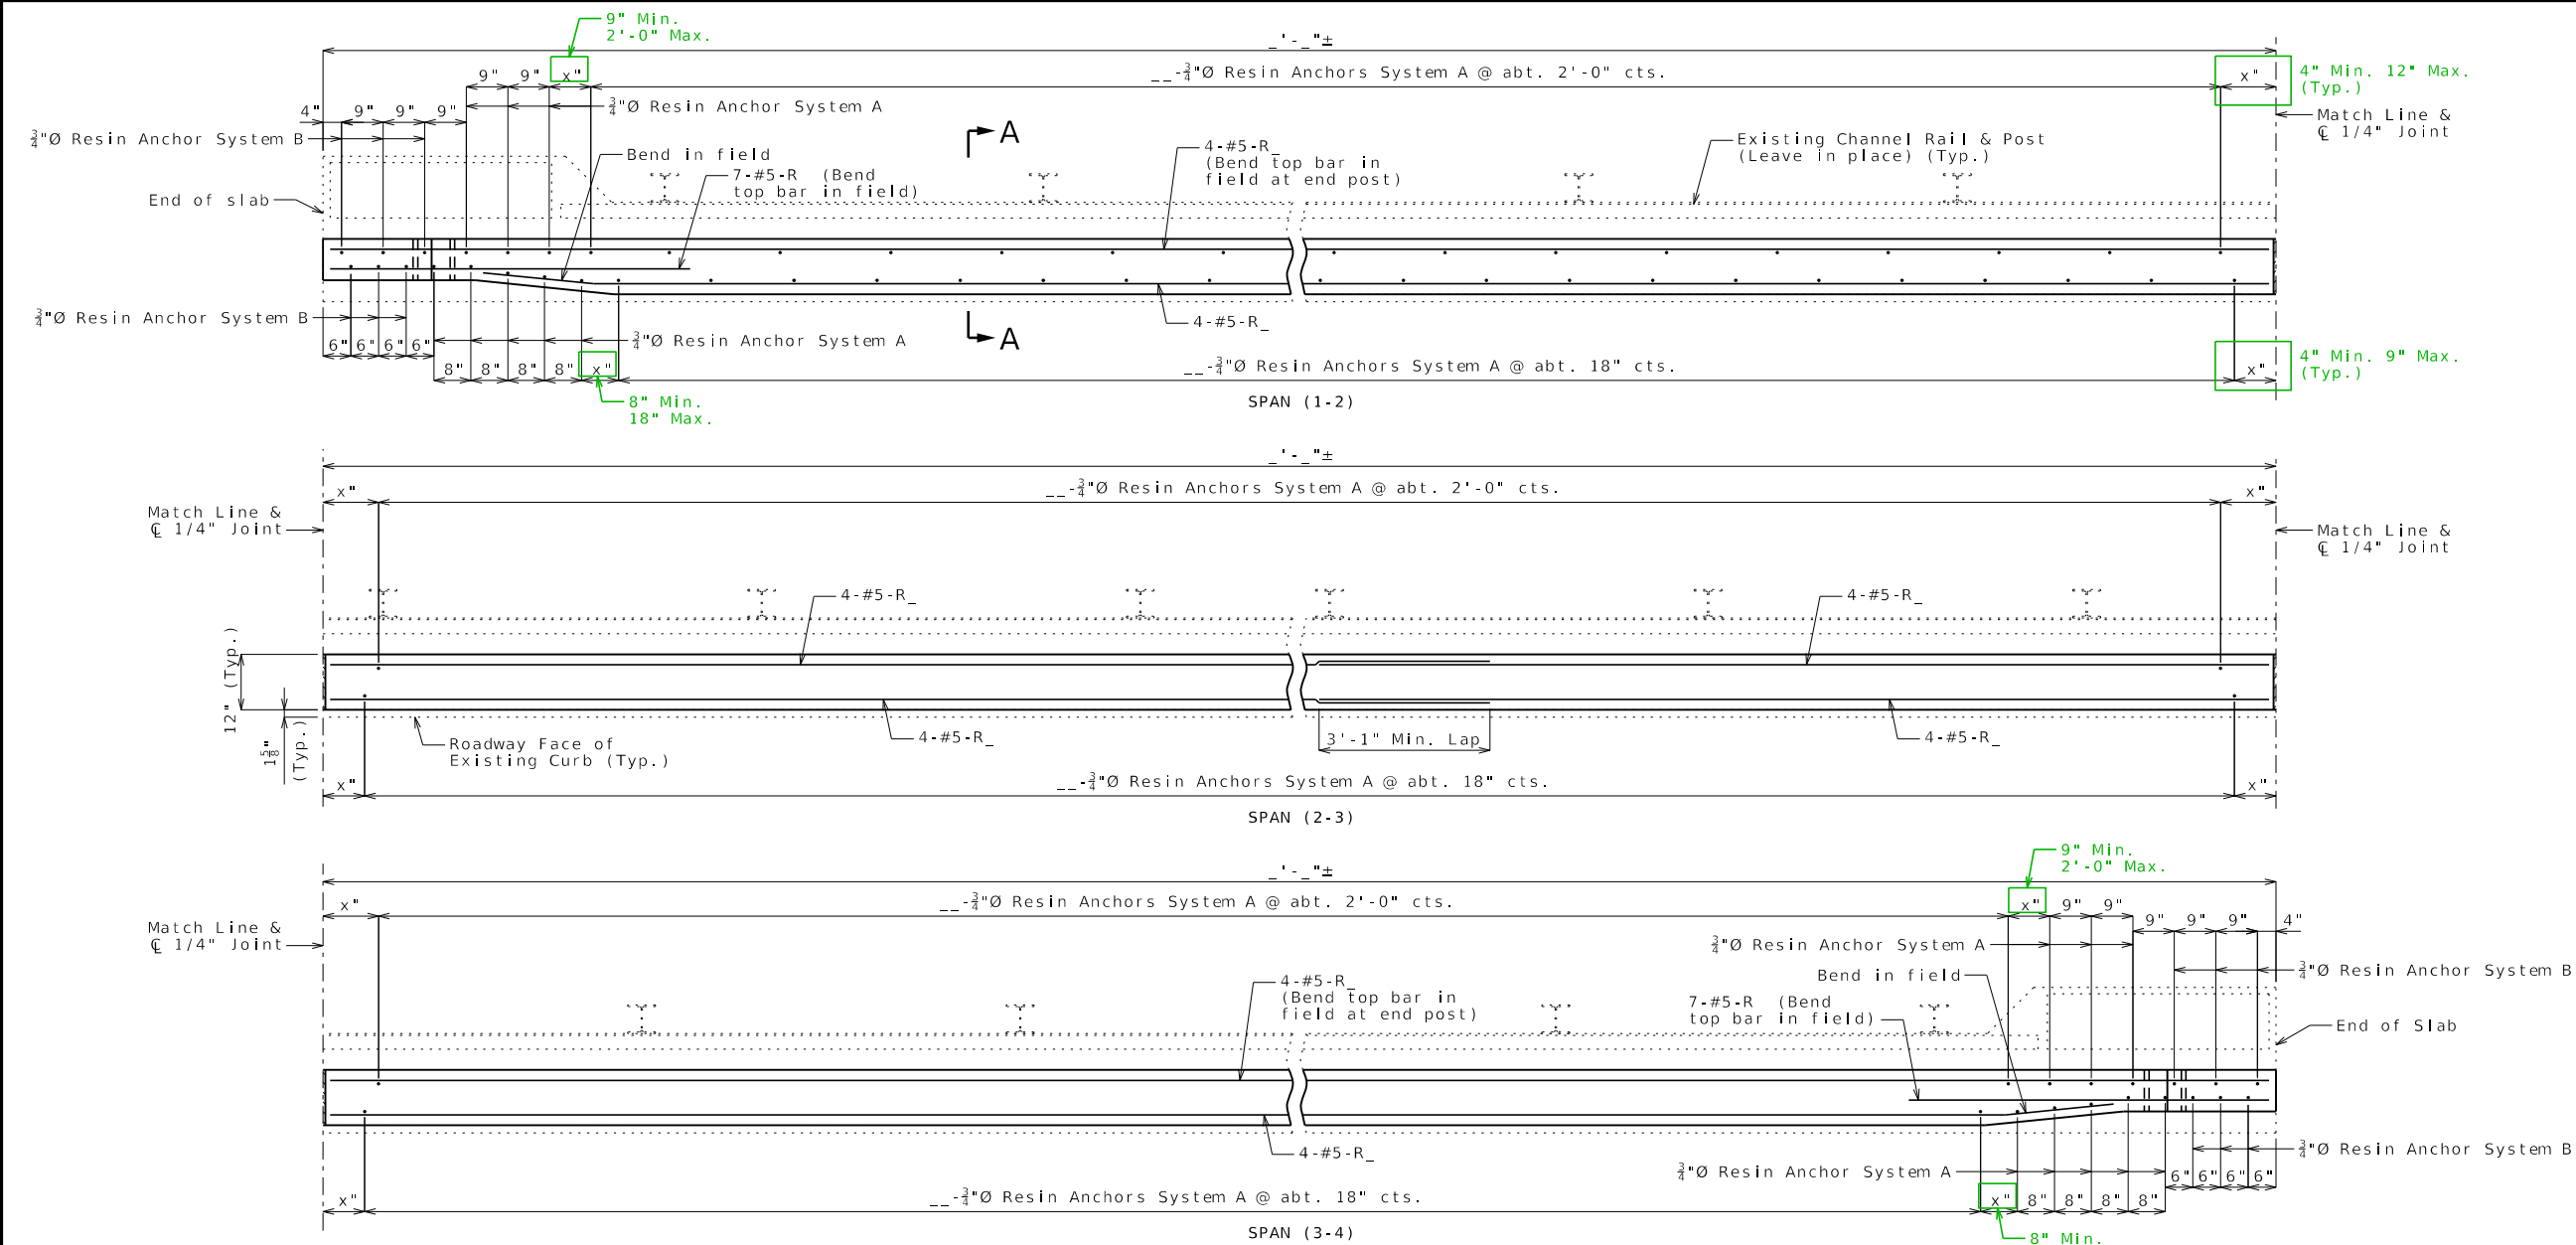 9" Min.
2'-0" Max.
_'-_"±
9" 9" x"
__-¾"Ø Resin Anchors System A @ abt. 2'-0" cts.
x"
4" Min. 12" Max.
(Typ.)
4" 9" 9" 9"
¾"Ø Resin Anchor System A
Match Line &
℄ 1/4" Joint
¾"Ø Resin Anchor System B
A
Bend in field
4-#5-R_
(Bend top bar in
field at end post)
Existing Channel Rail & Post
(Leave in place) (Typ.)
7-#5-R (Bend
top bar in field)
End of slab
¾"Ø Resin Anchor System B
4-#5-R_
A
6" 6" 6" 6"
¾"Ø Resin Anchor System A
8" 8" 8" 8" x"
__-¾"Ø Resin Anchors System A @ abt. 18" cts.
x"
4" Min. 9" Max.
(Typ.)
8" Min.
18" Max.
SPAN (1-2)
_'-_"±
x"
__-¾"Ø Resin Anchors System A @ abt. 2'-0" cts.
x"
Match Line &
℄ 1/4" Joint
Match Line &
℄ 1/4" Joint
4-#5-R_
4-#5-R_
12" (Typ.)
1⅝"
(Typ.)
Roadway Face of
Existing Curb (Typ.)
4-#5-R_
3'-1" Min. Lap
4-#5-R_
x"
__-¾"Ø Resin Anchors System A @ abt. 18" cts.
x"
SPAN (2-3)
9" Min.
2'-0" Max.
_'-_"±
x"
__-¾"Ø Resin Anchors System A @ abt. 2'-0" cts.
x" 9" 9"
9" 9" 9" 4"
Match Line &
℄ 1/4" Joint
¾"Ø Resin Anchor System A
¾"Ø Resin Anchor System B
Bend in field
4-#5-R_
(Bend top bar in
field at end post)
7-#5-R (Bend
top bar in field)
End of Slab
4-#5-R_
¾"Ø Resin Anchor System B
¾"Ø Resin Anchor System A
6" 6" 6" 6"
x"
__-¾"Ø Resin Anchors System A @ abt. 18" cts.
x" 8" 8" 8" 8"
SPAN (3-4)
8" Min.